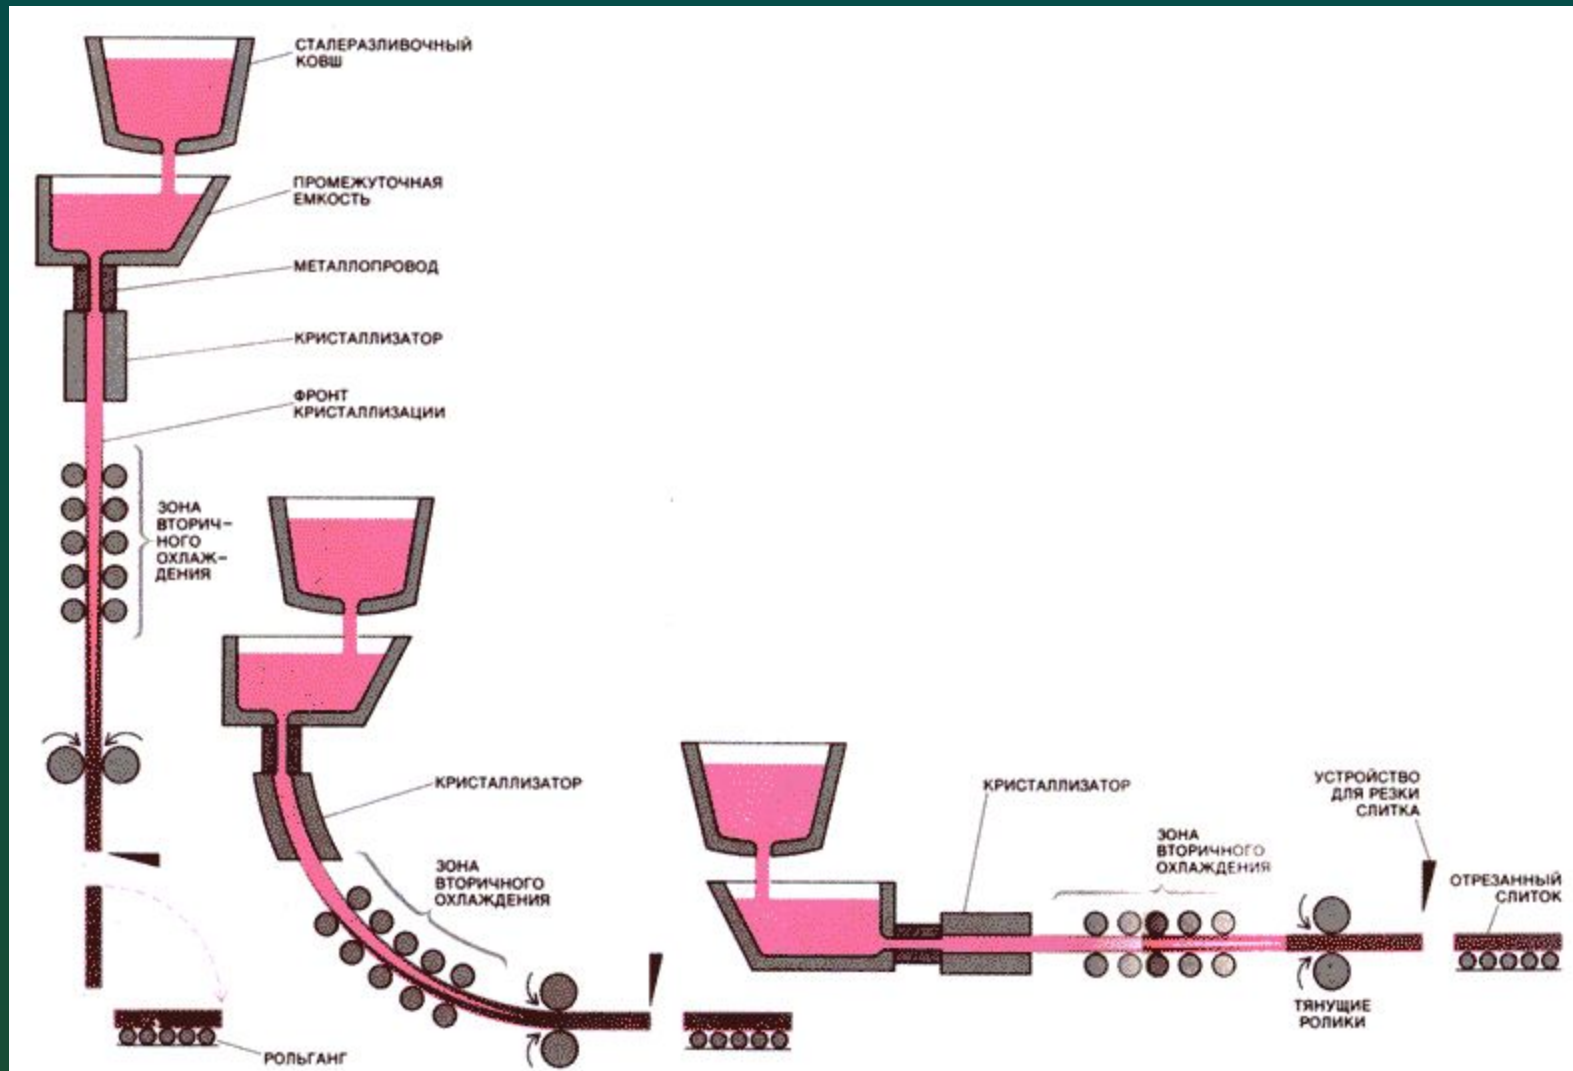 СТАЛЕРАЗЛИВОЧНЫЙ
КОВШ
ПРОМЕЖУТОЧНАЯ
ЕМКОСТЬ
МЕТАЛЛОПРОВОД
КРИСТАЛЛИЗАТОР
ФРОНТ
КРИСТАЛЛИЗАЦИИ
ЗОНА
ВТОРИЧ–
НОГО
ОХЛАЖ–
ДЕНИЯ
РОЛЬГАНГ
КРИСТАЛЛИЗАТОР
ЗОНА
ВТОРИЧНОГО
ОХЛАЖДЕНИЯ
КРИСТАЛЛИЗАТОР
ЗОНА
ВТОРИЧНОГО
ОХЛАЖДЕНИЯ
УСТРОЙСТВО
ДЛЯ РЕЗКИ
СЛИТКА
ОТРЕЗАННЫЙ
СЛИТОК
ТЯНУЩИЕ
РОЛИКИ